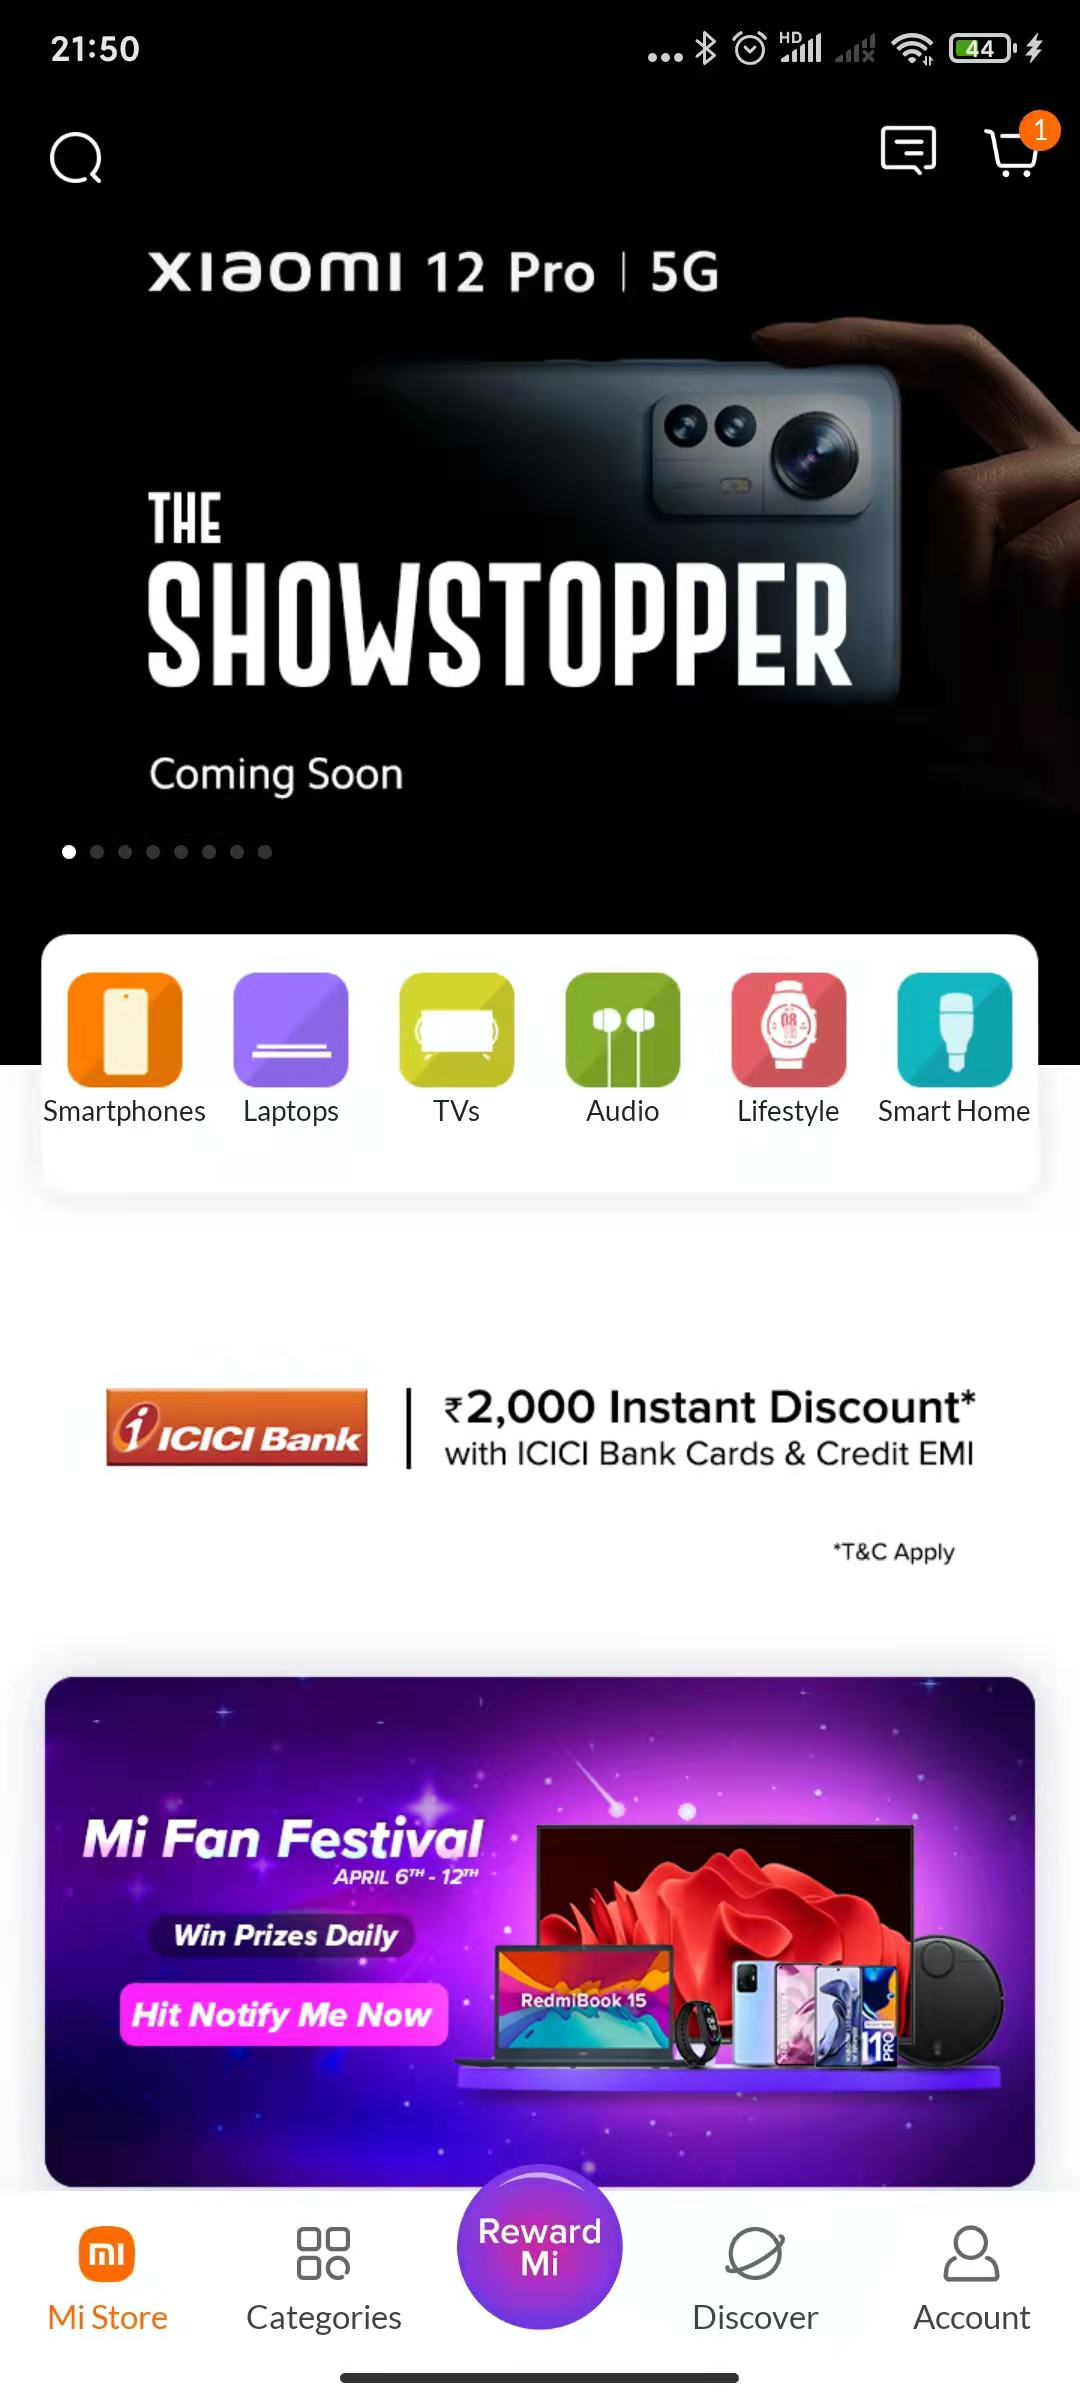 21:50
HD
44
1
XIAOMI 12 Pro | 5G
THE
SHOWSTOPPER
Coming Soon
08
Smartphones
Laptops
TVs
Audio
Lifestyle
Smart Home
ICICI Bank
₹2,000 Instant Discount*
with ICICI Bank Cards & Credit EMI
*T&C Apply
Mi Fan Festival
APRIL 6TH - 12TH
Win Prizes Daily
Hit Notify Me Now
RedmiBook 15
11 PRO
Reward
Mi
Mi Store
Categories
Discover
Account